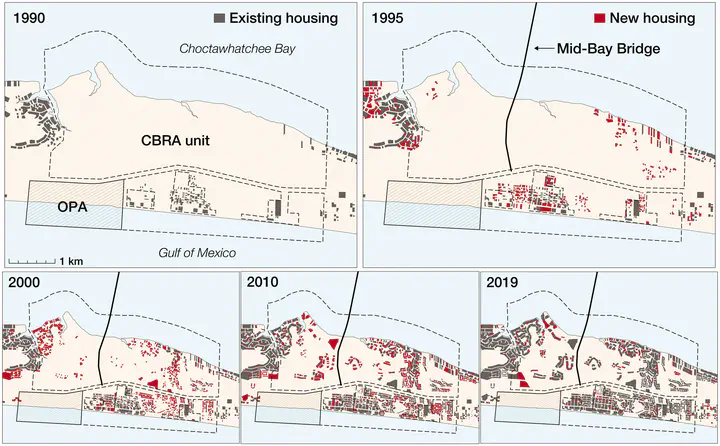 1990
Existing housing
Choctawhatchee Bay
CBRA unit
OPA
Gulf of Mexico
1 km
1995
New housing
Mid-Bay Bridge
2000
2010
2019